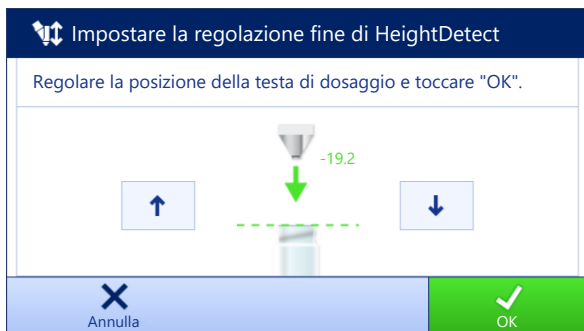 Impostare la regolazione fine di HeightDetect
Regolare la posizione della testa di dosaggio e toccare "OK".
-19.2
Annulla
OK